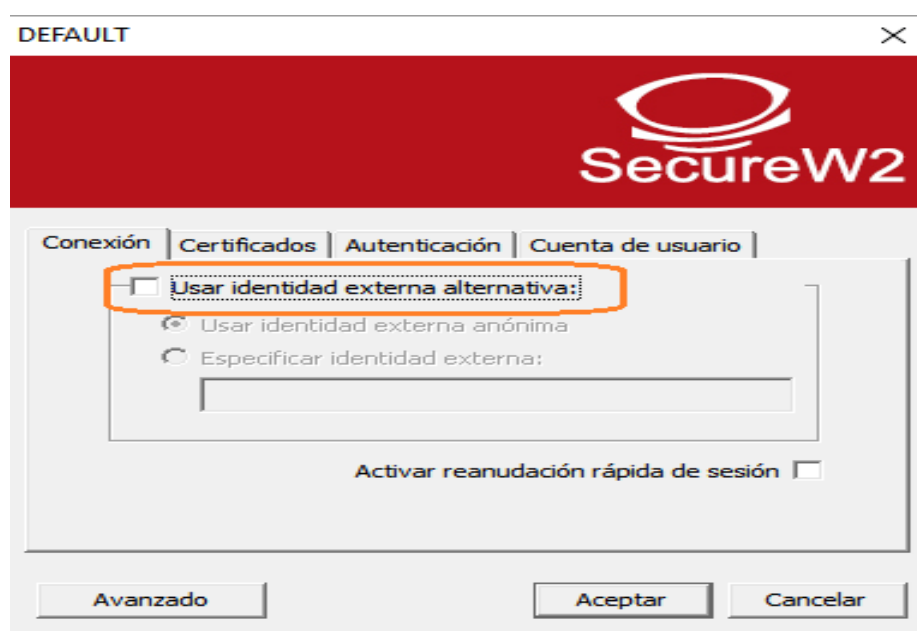 DEFAULT
SecureW2
Conexión Certificados Autenticación Cuenta de usuario
Usar identidad externa alternativa:
Usar identidad externa anónima
Especificar identidad externa:
Activar reanudación rápida de sesión
Avanzado Aceptar Cancelar